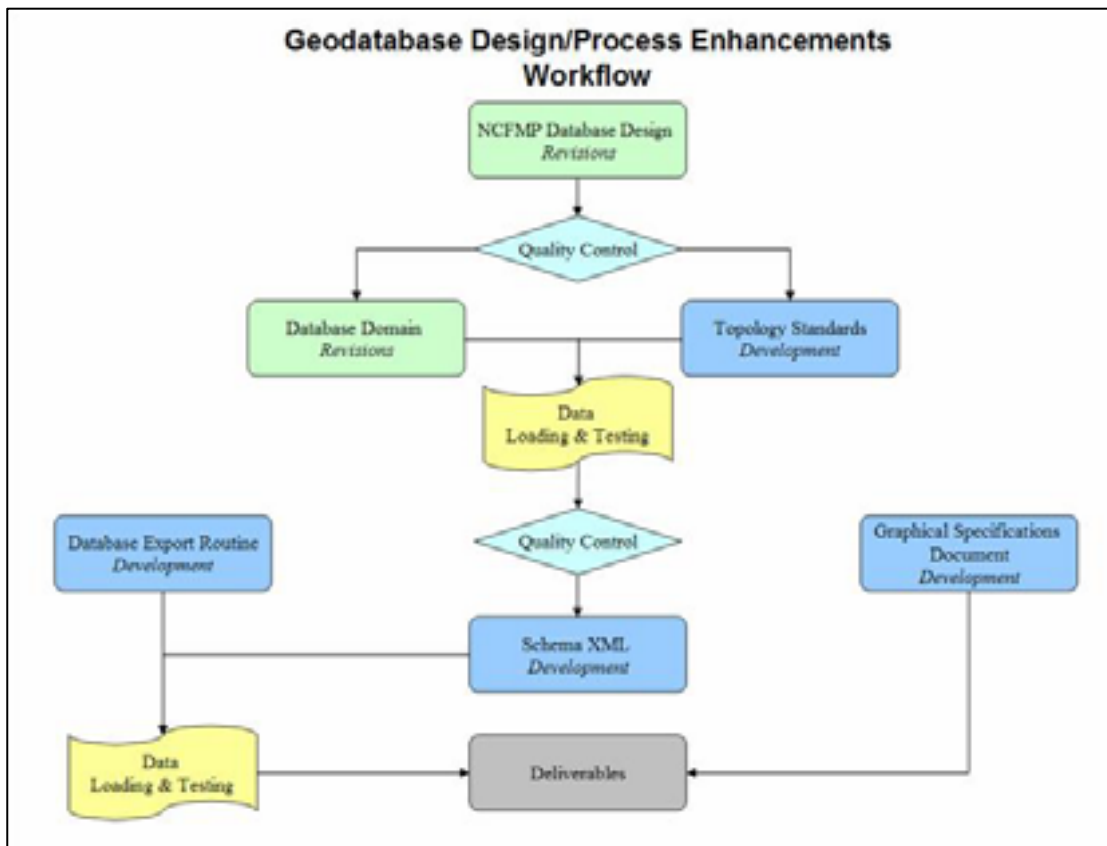 Geodatabase Design/Process Enhancements
Workflow
NCFMP Database Design
Revisions
Quality Control
Database Domain
Revisions
Topology Standards
Development
Data
Loading & Testing
Database Export Routine
Development
Quality Control
Graphical Specifications
Document
Development
Schema XML
Development
Data
Loading & Testing
Deliverables